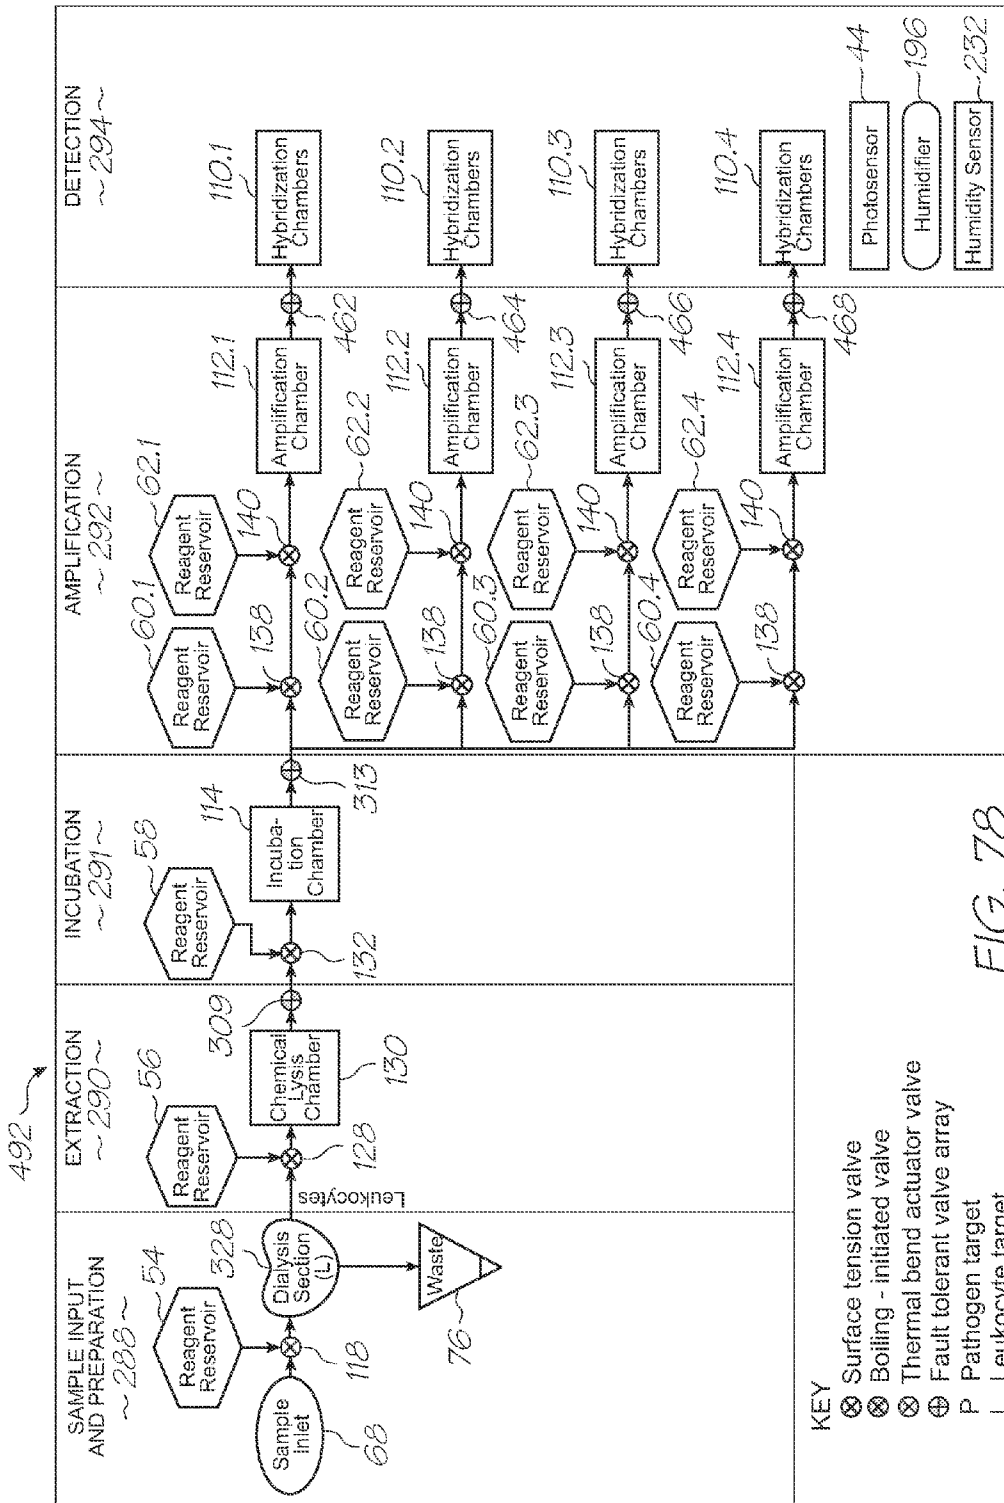 492
SAMPLE INPUT
AND PREPARATION
~288~
EXTRACTION
~290~
INCUBATION
~291~
AMPLIFICATION
~292~
DETECTION
~294~
54
Reagent
Reservoir
Sample
Inlet
68
118
328
Dialysis
Section
(L)
Waste
76
Leukocytes
56
Reagent
Reservoir
128
Chemical
Lysis
Chamber
130
309
58
Reagent
Reservoir
132
114
Incuba-
tion
Chamber
313
60.1
Reagent
Reservoir
138
62.1
Reagent
Reservoir
140
112.1
Amplification
Chamber
462
110.1
Hybridization
Chambers
60.2
Reagent
Reservoir
138
62.2
Reagent
Reservoir
140
112.2
Amplification
Chamber
464
110.2
Hybridization
Chambers
60.3
Reagent
Reservoir
138
62.3
Reagent
Reservoir
140
112.3
Amplification
Chamber
466
110.3
Hybridization
Chambers
60.4
Reagent
Reservoir
138
62.4
Reagent
Reservoir
140
112.4
Amplification
Chamber
468
110.4
Hybridization
Chambers
Photosensor
44
Humidifier
196
Humidity Sensor
232
KEY
Surface tension valve
Boiling - initiated valve
Thermal bend actuator valve
Fault tolerant valve array
P Pathogen target
L Leukocyte target
FIG. 78